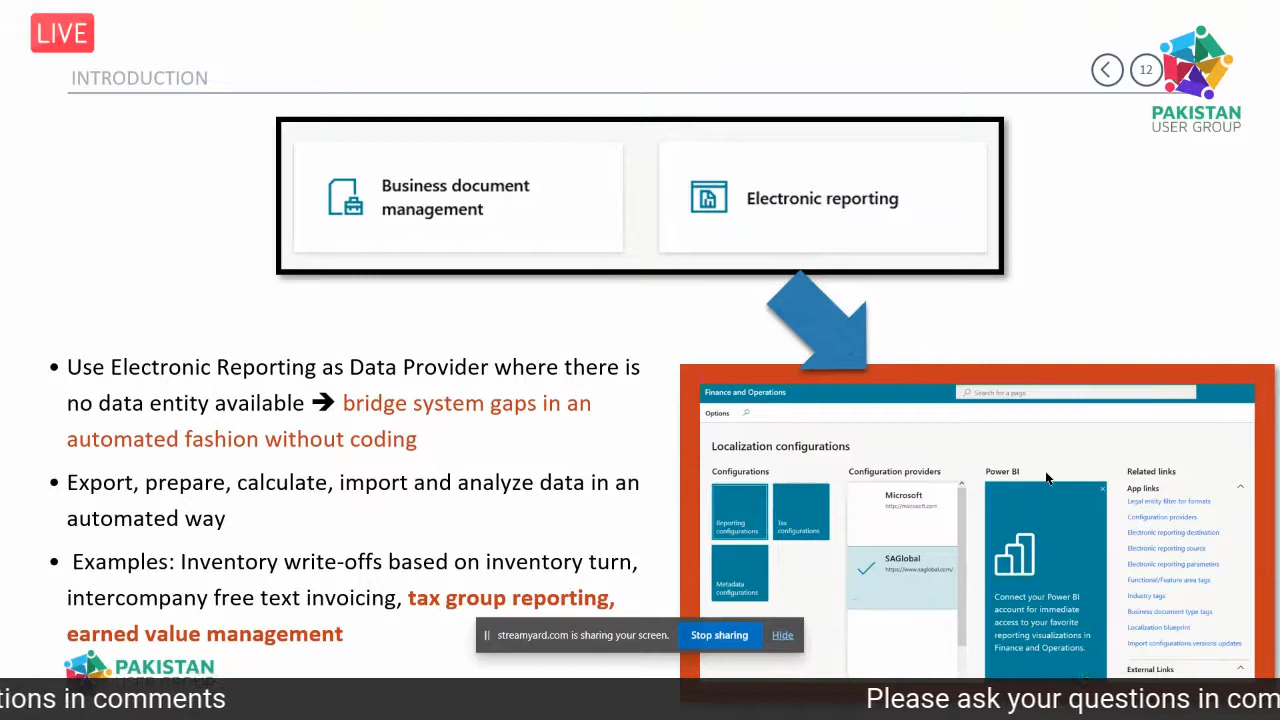 LIVE
INTRODUCTION
12
PAKISTAN
USER GROUP
Business document
management
Electronic reporting
• Use Electronic Reporting as Data Provider where there is
no data entity available ➔ bridge system gaps in an
automated fashion without coding
• Export, prepare, calculate, import and analyze data in an
automated way
• Examples: Inventory write-offs based on inventory turn,
intercompany free text invoicing, tax group reporting,
earned value management
Finance and Operations
Search for a page
Options
Localization configurations
Configurations
Reporting
configurations
Tax
configurations
Metadata
configurations
Configuration providers
Microsoft
http://microsoft.com
SAGlobal
https://www.saglobal.com/
Power BI
Connect your Power BI
account for immediate
access to your favorite
reporting visualizations in
Finance and Operations.
Related links
App links
Legal entity filter for formats
Configuration providers
Electronic reporting destination
Electronic reporting source
Electronic reporting parameters
Functional/Feature area tags
Industry tags
Business document type tags
Localization blueprint
Import configurations versions updates
External Links
streamyard.com is sharing your screen.
Stop sharing
Hide
PAKISTAN
tions in comments
Please ask your questions in com